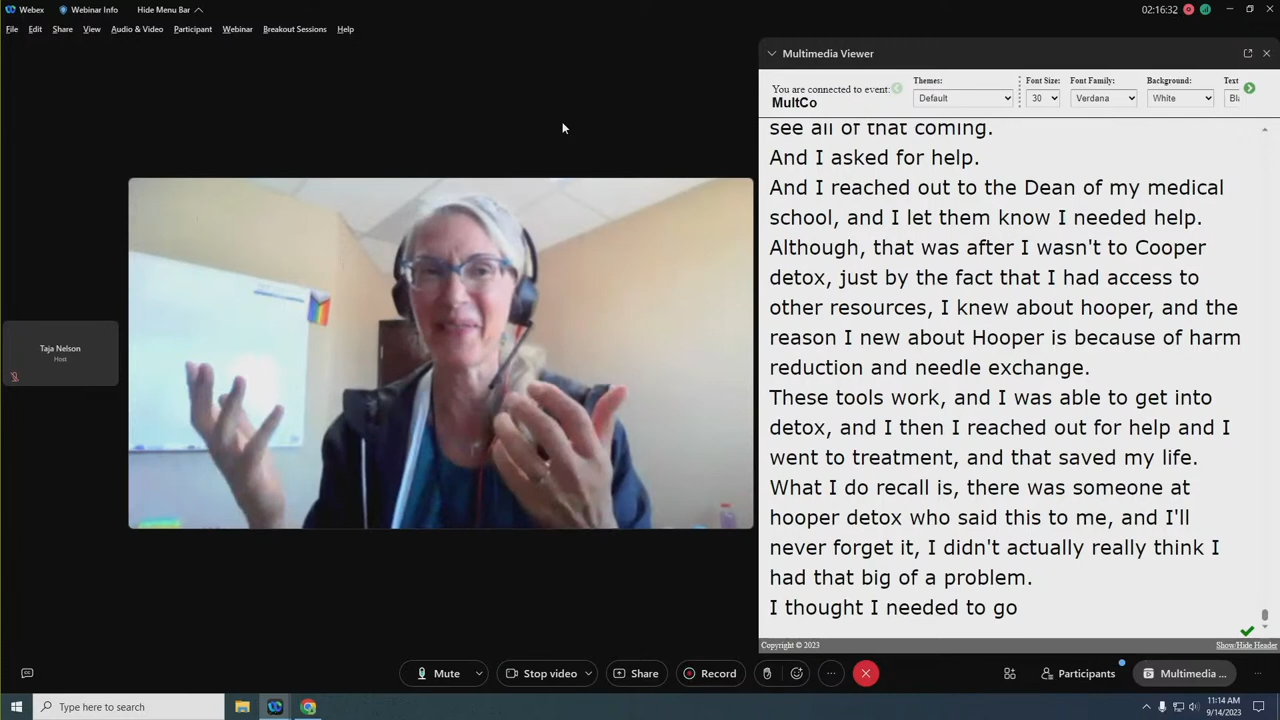 Webex
Webinar Info
Hide Menu Bar
02:16:32
File Edit Share View Audio & Video Participant Webinar Breakout Sessions Help
Multimedia Viewer
You are connected to event:
MultCo
Themes:
Default
Font Size:
30
Font Family:
Verdana
Background:
White
Text
see all of that coming.
And I asked for help.
And I reached out to the Dean of my medical
school, and I let them know I needed help.
Although, that was after I wasn't to Cooper
detox, just by the fact that I had access to
other resources, I knew about hooper, and the
reason I new about Hooper is because of harm
reduction and needle exchange.
These tools work, and I was able to get into
detox, and I then I reached out for help and I
went to treatment, and that saved my life.
What I do recall is, there was someone at
hooper detox who said this to me, and I'll
never forget it, I didn't actually really think I
had that big of a problem.
I thought I needed to go
Taja Nelson
Host
Copyright © 2023
Show/Hide Header
Mute
Stop video
Share
Record
Participants
Multimedia ...
Type here to search
11:14 AM
9/14/2023